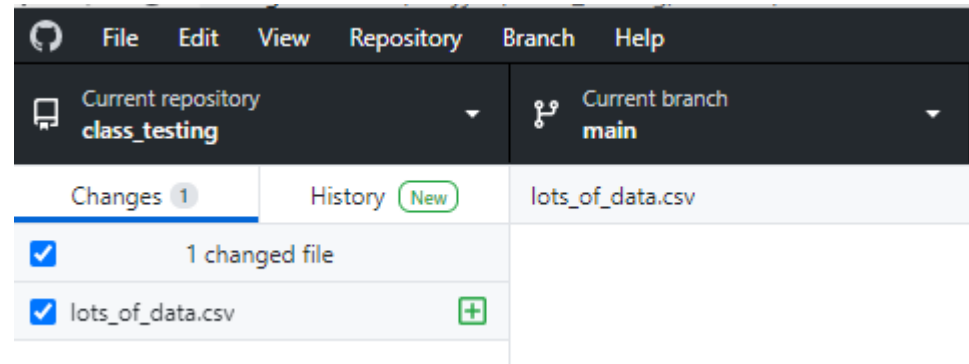 File Edit View Repository Branch Help
Current repository
class_testing
Current branch
main
Changes 1
History New
lots_of_data.csv
1 changed file
lots_of_data.csv